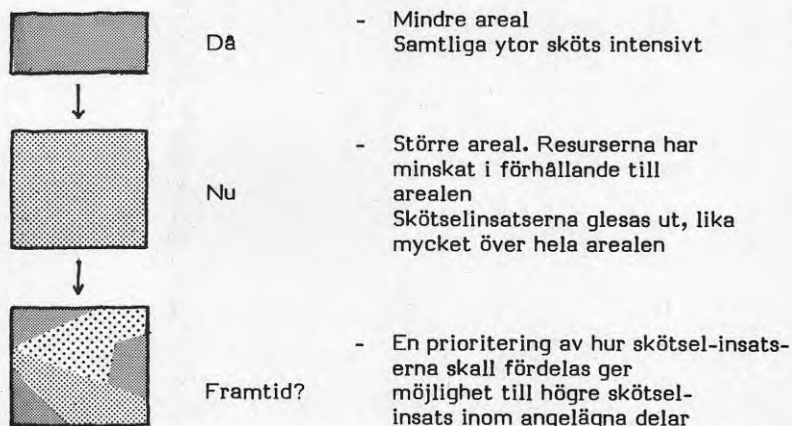 Då - Mindre areal
Samtliga ytor sköts intensivt
- Större areal. Resurserna har
minskat i förhållande till
Nu arealen
Skötselinsatserna glesas ut, lika
mycket över hela arealen
- En prioritering av hur skötsel-insats-
erna skall fördelas ger
Framtid? möjlighet till högre skötsel-
insats inom angelägna delar